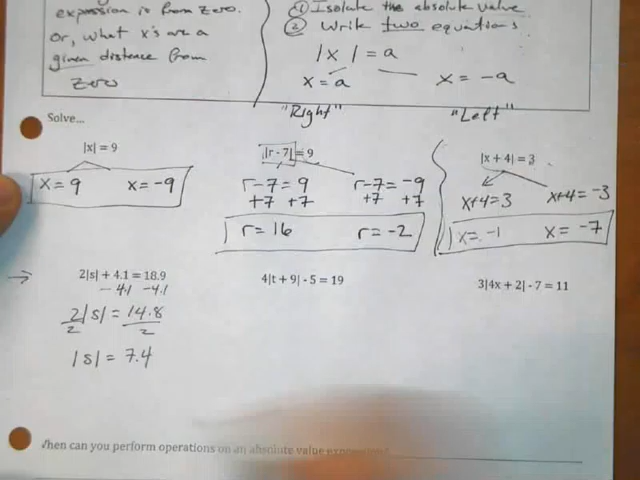 expression is from zero.
Or, what x's are a
given distance from
zero
① Isolate the absolute value
② Write two equations
|x| = a
x = a x = -a
"Right" "Left"
Solve...
|x| = 9
x = 9 x = -9
|r - 7| = 9
r-7 = 9 r-7 = -9
+7 +7 +7 +7
r = 16 r = -2
|x + 4| = 3
x+4 = 3 x+4 = -3
x = -1 x = -7
→ 2|s| + 4.1 = 18.9
- 4.1 -4.1
2|s| = 14.8
2 2
|s| = 7.4
4|t + 9| - 5 = 19
3|4x + 2| - 7 = 11
When can you perform operations on an absolute value